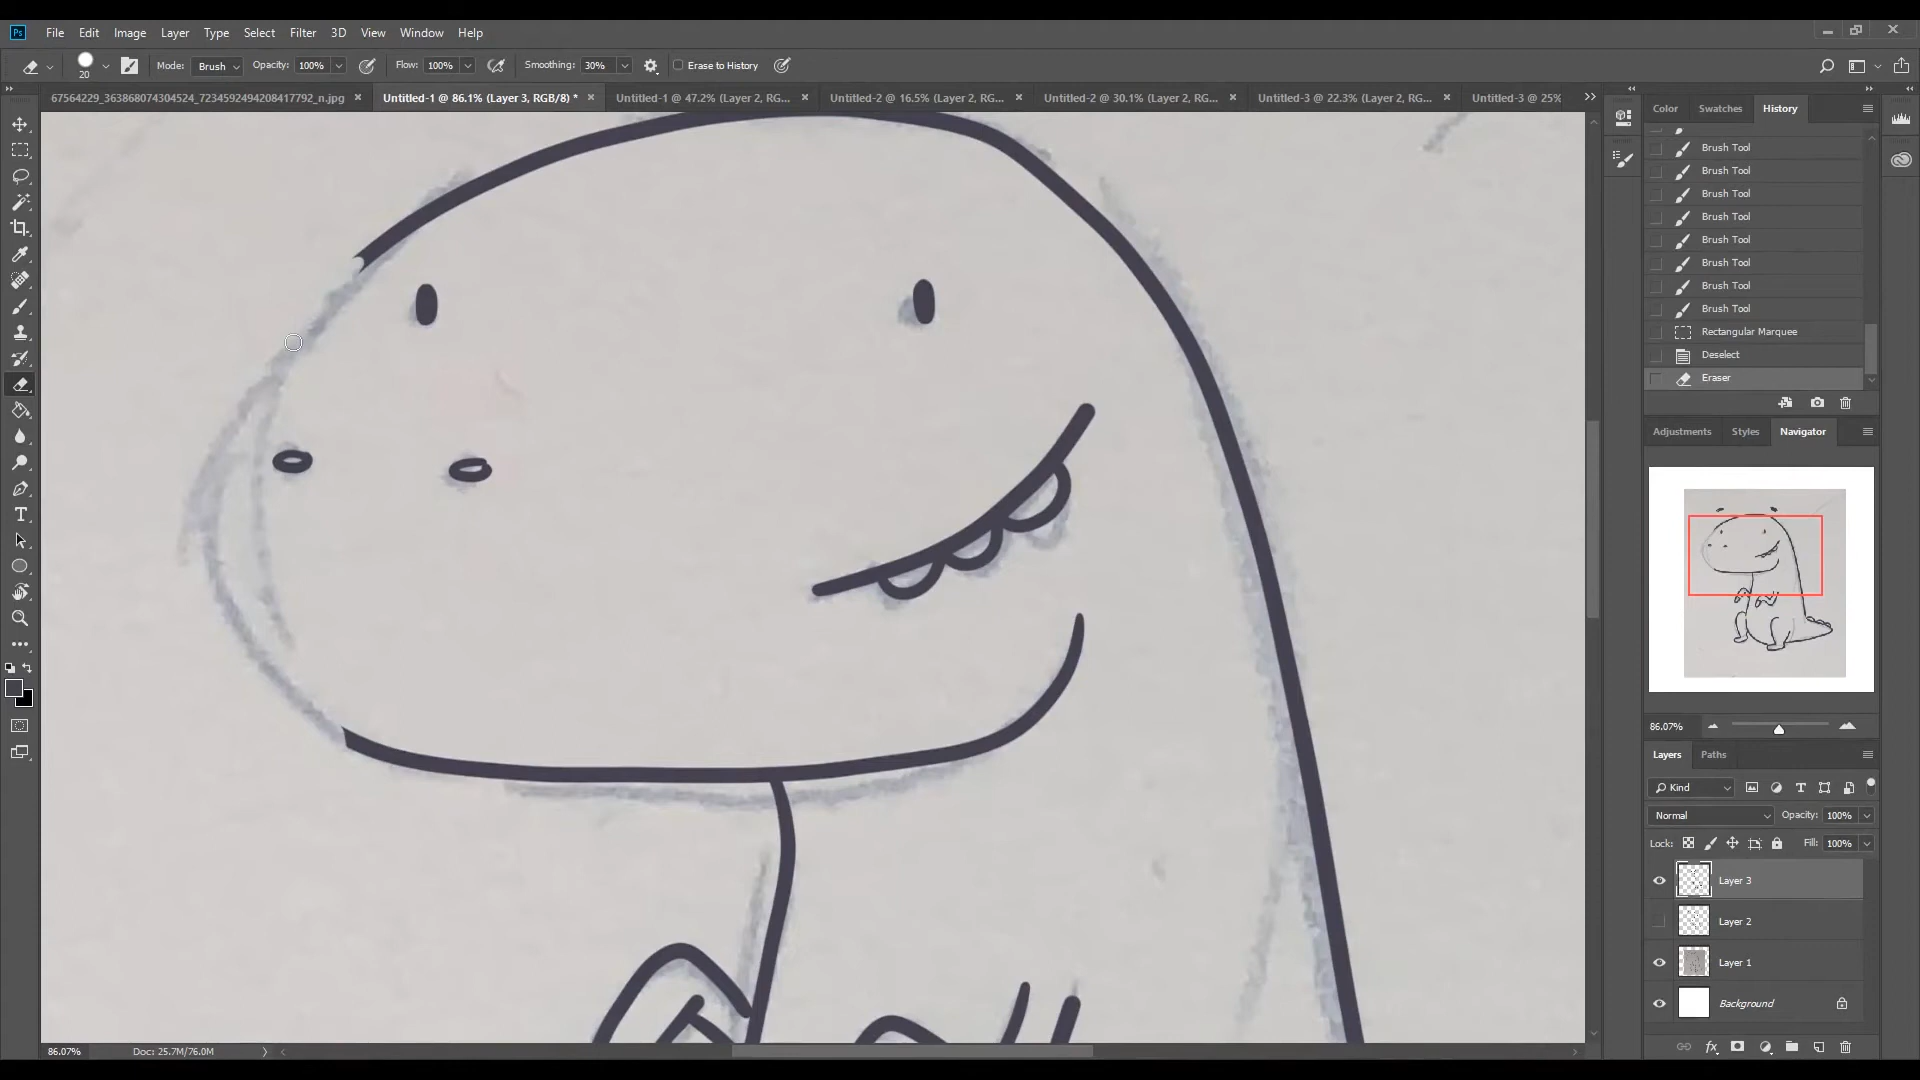 Ps File Edit Image Layer Type Select Filter 3D View Window Help
20 Mode: Brush Opacity: 100% Flow: 100% Smoothing: 30% Erase to History
67564229_363868074304524_7234592494208417792_n.jpg × Untitled-1 @ 86.1% (Layer 3, RGB/8) * × Untitled-1 @ 47.2% (Layer 2, RG... × Untitled-2 @ 16.5% (Layer 2, RG... × Untitled-2 @ 30.1% (Layer 2, RG... × Untitled-3 @ 22.3% (Layer 2, RG... × Untitled-3 @ 25%
Color Swatches History
Brush Tool
Brush Tool
Brush Tool
Brush Tool
Brush Tool
Brush Tool
Brush Tool
Brush Tool
Rectangular Marquee
Deselect
Eraser
Adjustments Styles Navigator
86.07%
Layers Paths
Kind
Normal Opacity: 100%
Lock: Fill: 100%
Layer 3
Layer 2
Layer 1
Background
86.07% Doc: 25.7M/76.0M